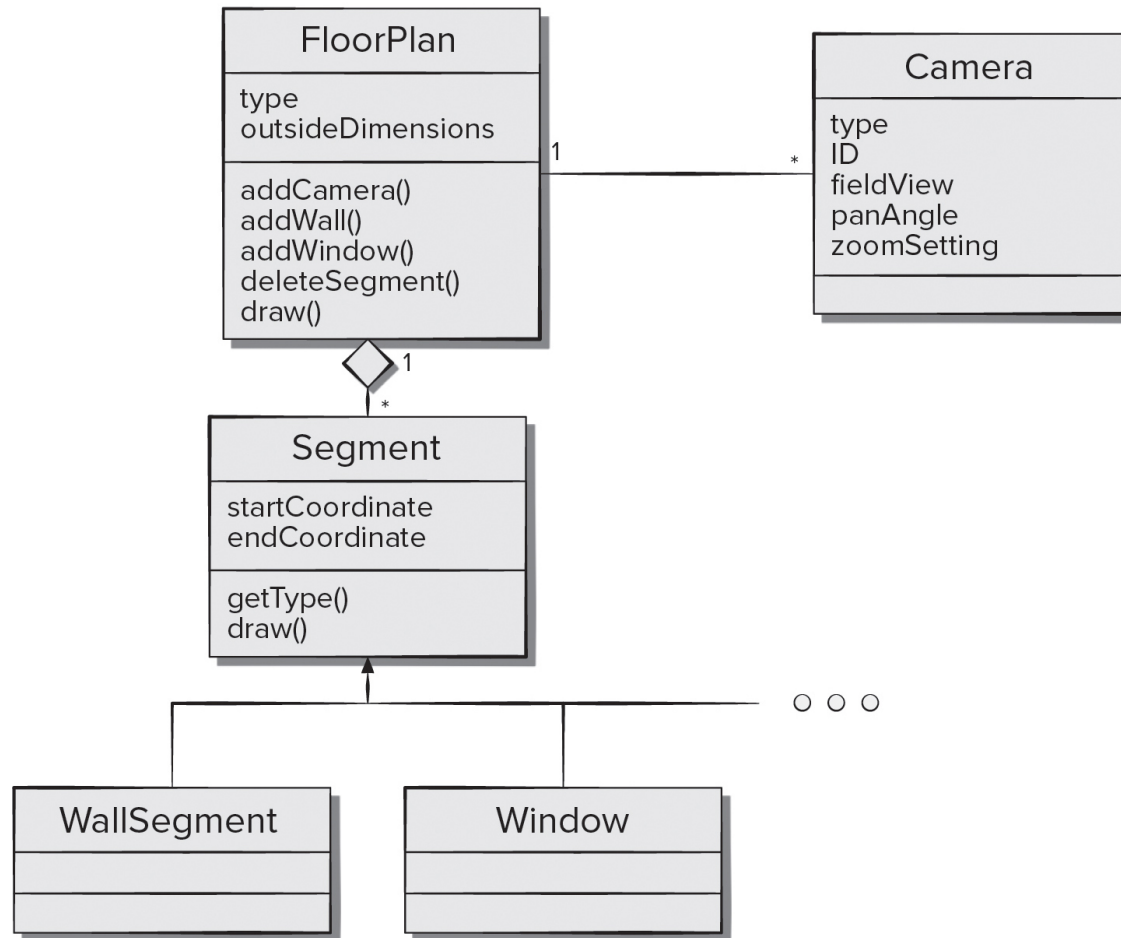 FloorPlan
type
outsideDimensions
addCamera()
addWall()
addWindow()
deleteSegment()
draw()
1
*
Camera
type
ID
fieldView
panAngle
zoomSetting
1
*
Segment
startCoordinate
endCoordinate
getType()
draw()
WallSegment
Window